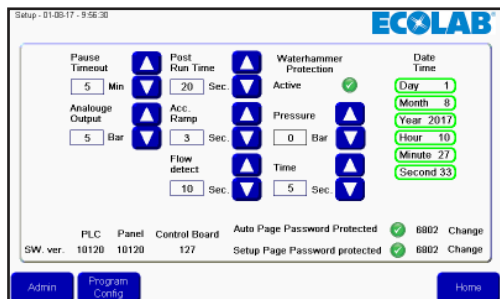 Setup - 01-08-17 - 9:56:30
ECOLAB
Pause Timeout
5 Min
Post Run Time
20 Sec.
Waterhammer Protection
Active
Date Time
Day 1
Month 8
Year 2017
Hour 10
Minute 27
Second 33
Analouge Output
5 Bar
Acc. Ramp
3 Sec.
Pressure
0 Bar
Flow detect
10 Sec.
Time
5 Sec.
PLC Panel Control Board
SW. ver. 10120 10120 127
Auto Page Password Protected 6802 Change
Setup Page Password protected 6802 Change
Admin
Program Config
Home